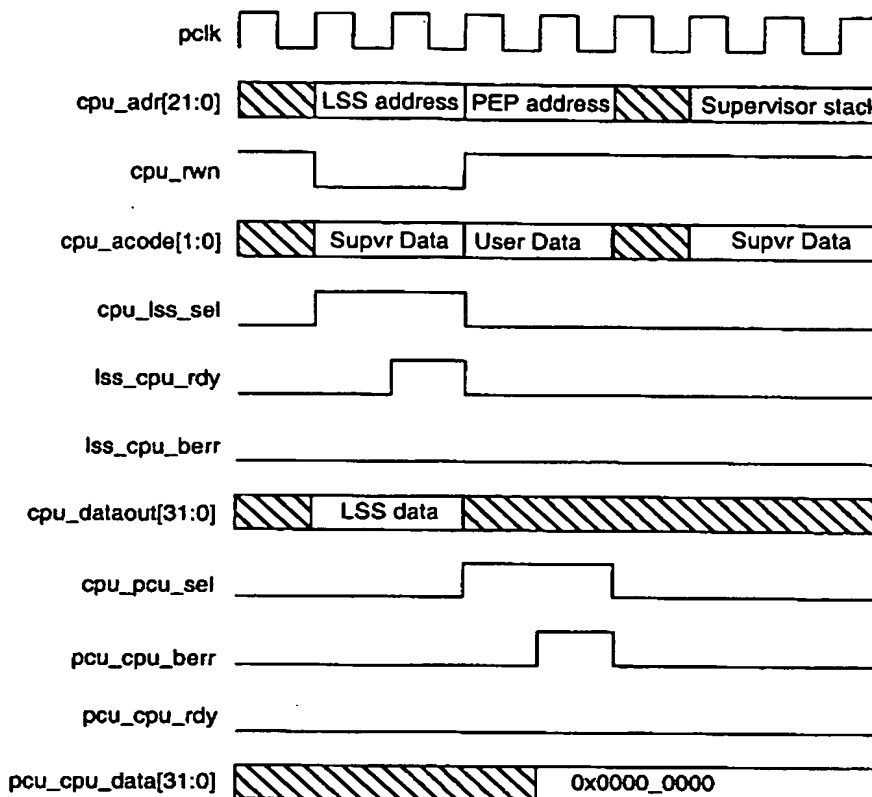 pclk
cpu_adr[21:0] LSS address PEP address Supervisor stack
cpu_rwn
cpu_acode[1:0] Supvr Data User Data Supvr Data
cpu_lss_sel
lss_cpu_rdy
lss_cpu_berr
cpu_dataout[31:0] LSS data
cpu_pcu_sel
pcu_cpu_berr
pcu_cpu_rdy
pcu_cpu_data[31:0] 0x0000_0000